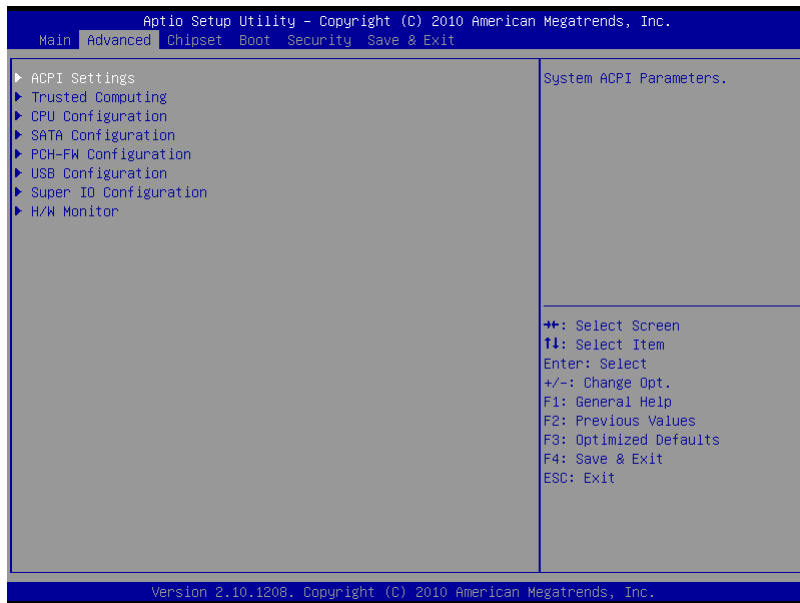 Aptio Setup Utility – Copyright (C) 2010 American Megatrends, Inc.
Main Advanced Chipset Boot Security Save & Exit
▶ ACPI Settings
▶ Trusted Computing
▶ CPU Configuration
▶ SATA Configuration
▶ PCH-FW Configuration
▶ USB Configuration
▶ Super IO Configuration
▶ H/W Monitor
System ACPI Parameters.
→←: Select Screen
↑↓: Select Item
Enter: Select
+/-: Change Opt.
F1: General Help
F2: Previous Values
F3: Optimized Defaults
F4: Save & Exit
ESC: Exit
Version 2.10.1208. Copyright (C) 2010 American Megatrends, Inc.